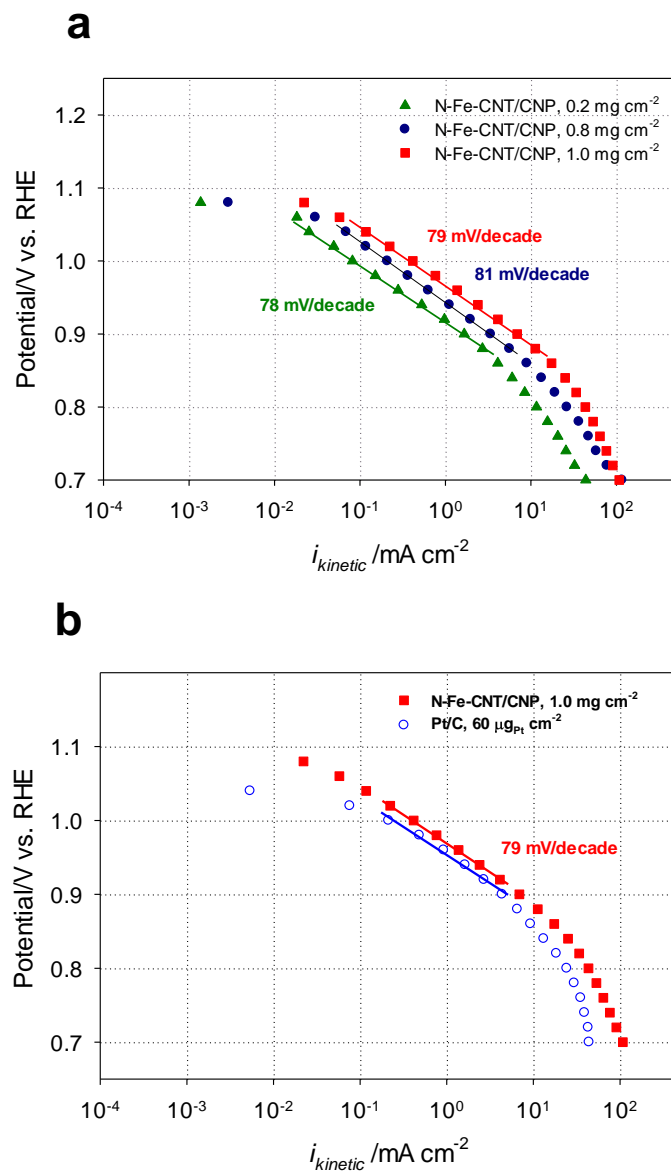 a
N-Fe-CNT/CNP, 0.2 mg cm⁻²
N-Fe-CNT/CNP, 0.8 mg cm⁻²
N-Fe-CNT/CNP, 1.0 mg cm⁻²
1.2
1.1
1.0
0.9
0.8
0.7
Potential/V vs. RHE
79 mV/decade
81 mV/decade
78 mV/decade
10⁻⁴ 10⁻³ 10⁻² 10⁻¹ 10⁰ 10¹ 10²
i kinetic /mA cm⁻²
b
N-Fe-CNT/CNP, 1.0 mg cm⁻²
Pt/C, 60 μgPt cm⁻²
1.1
1.0
0.9
0.8
0.7
Potential/V vs. RHE
79 mV/decade
10⁻⁴ 10⁻³ 10⁻² 10⁻¹ 10⁰ 10¹ 10²
i kinetic /mA cm⁻²